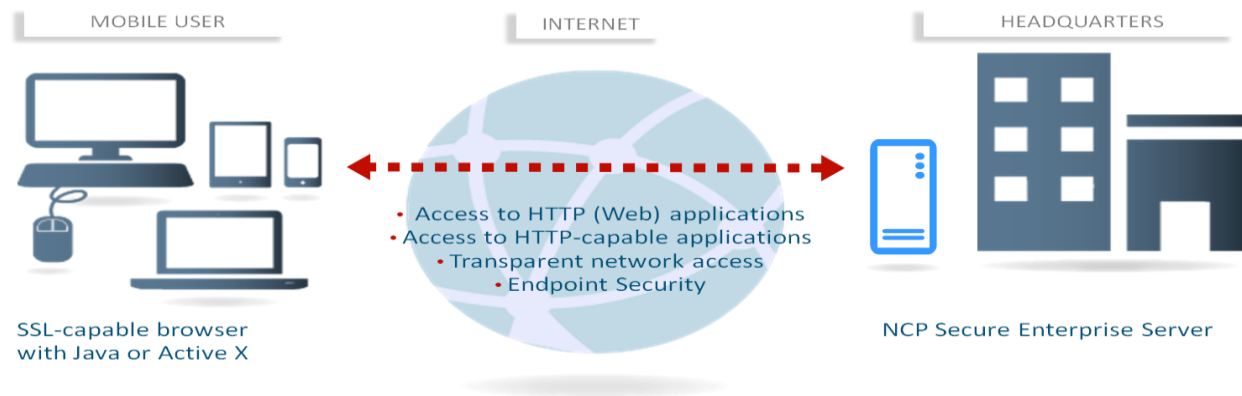 MOBILE USER
INTERNET
HEADQUARTERS
• Access to HTTP (Web) applications
• Access to HTTP-capable applications
• Transparent network access
• Endpoint Security
SSL-capable browser
with Java or Active X
NCP Secure Enterprise Server